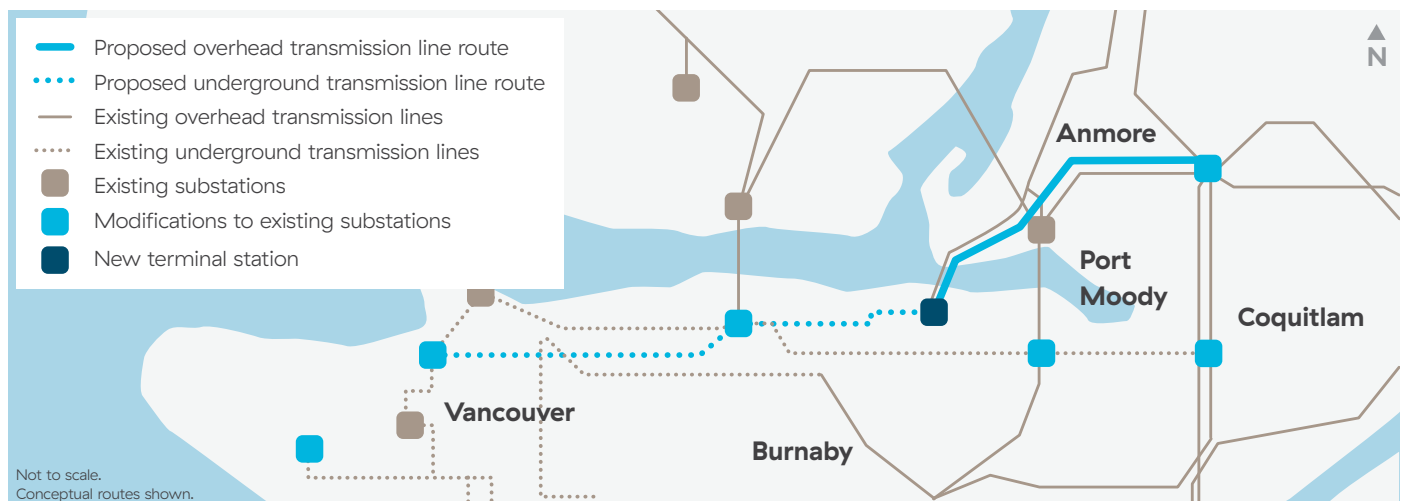 Proposed overhead transmission line route
Proposed underground transmission line route
Existing overhead transmission lines
Existing underground transmission lines
Existing substations
Modifications to existing substations
New terminal station
N
Anmore
Port
Moody
Coquitlam
Vancouver
Burnaby
Not to scale.
Conceptual routes shown.